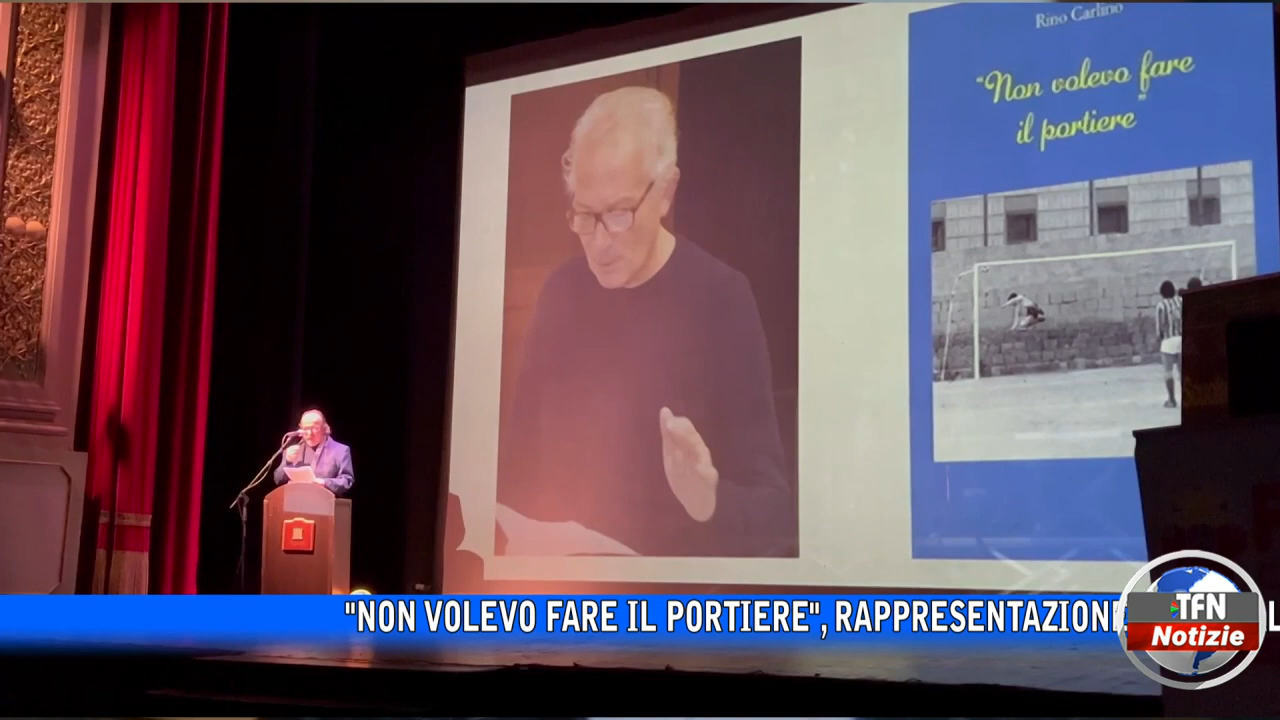 Rino Carlino
"Non volevo fare
il portiere"
"NON VOLEVO FARE IL PORTIERE", RAPPRESENTAZIONE
TFN
Notizie